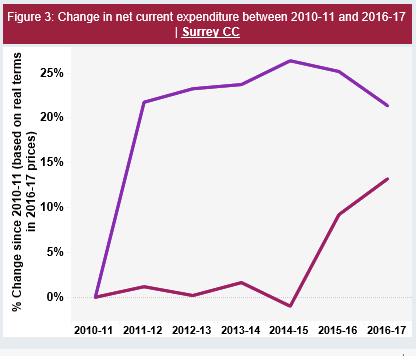 Figure 3: Change in net current expenditure between 2010-11 and 2016-17
| Surrey CC
% Change since 2010-11 (based on real terms
in 2016-17 prices)
25%
20%
15%
10%
5%
0%
2010-11 2011-12 2012-13 2013-14 2014-15 2015-16 2016-17